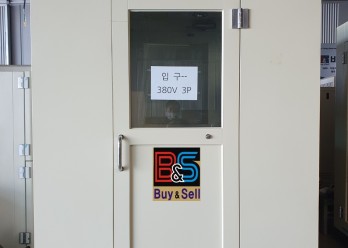 입 구--
380V 3P
B&S
Buy & Sell